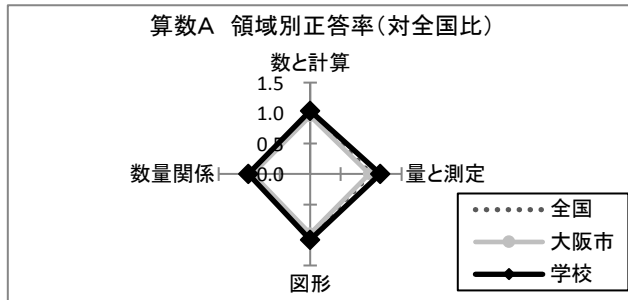 算数A 領域別正答率(対全国比)
数と計算
1.5
1.0
0.5
0.0
数量関係
量と測定
図形
全国
大阪市
学校